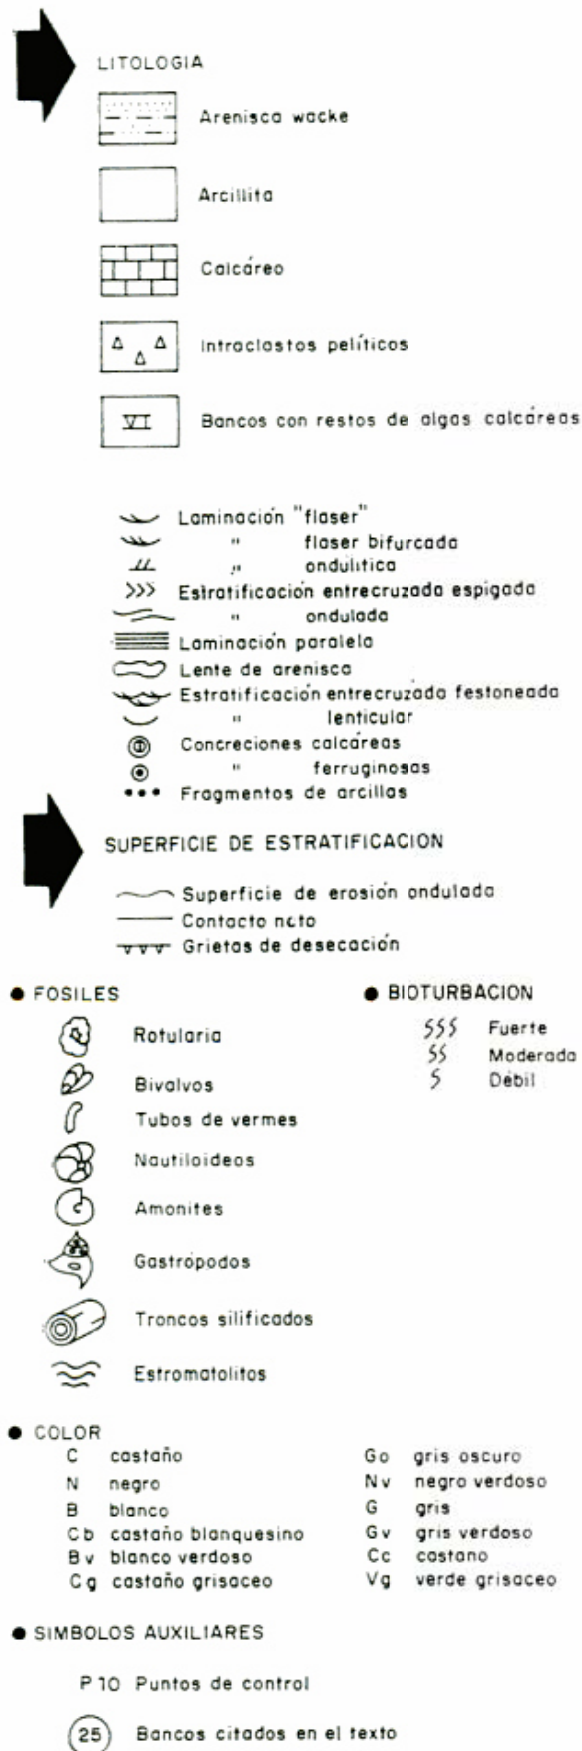 LITOLOGIA
Arenisca wacke
Arcillita
Calcáreo
Intraclastos pelíticos
Bancos con restos de algas calcáreas
Laminación "flaser"
" flaser bifurcada
" ondulítica
Estratificación entrecruzada espigada
" ondulada
Laminación paralela
Lente de arenisca
Estratificación entrecruzada festoneada
" lenticular
Concreciones calcáreas
" ferruginosas
Fragmentos de arcillas
SUPERFICIE DE ESTRATIFICACION
Superficie de erosión ondulada
Contacto neto
Grietas de desecación
● FOSILES
Rotularia
Bivalvos
Tubos de vermes
Nautiloideos
Amonites
Gastrópodos
Troncos silificados
Estromatolitos
● BIOTURBACION
SSS Fuerte
SS Moderada
S Débil
● COLOR
C castaño
N negro
B blanco
Cb castaño blanquesino
Bv blanco verdoso
Cg castaño grisaceo
Go gris oscuro
Nv negro verdoso
G gris
Gv gris verdoso
Cc castano
Vg verde grisaceo
● SIMBOLOS AUXILIARES
P 10 Puntos de control
25 Bancos citados en el texto